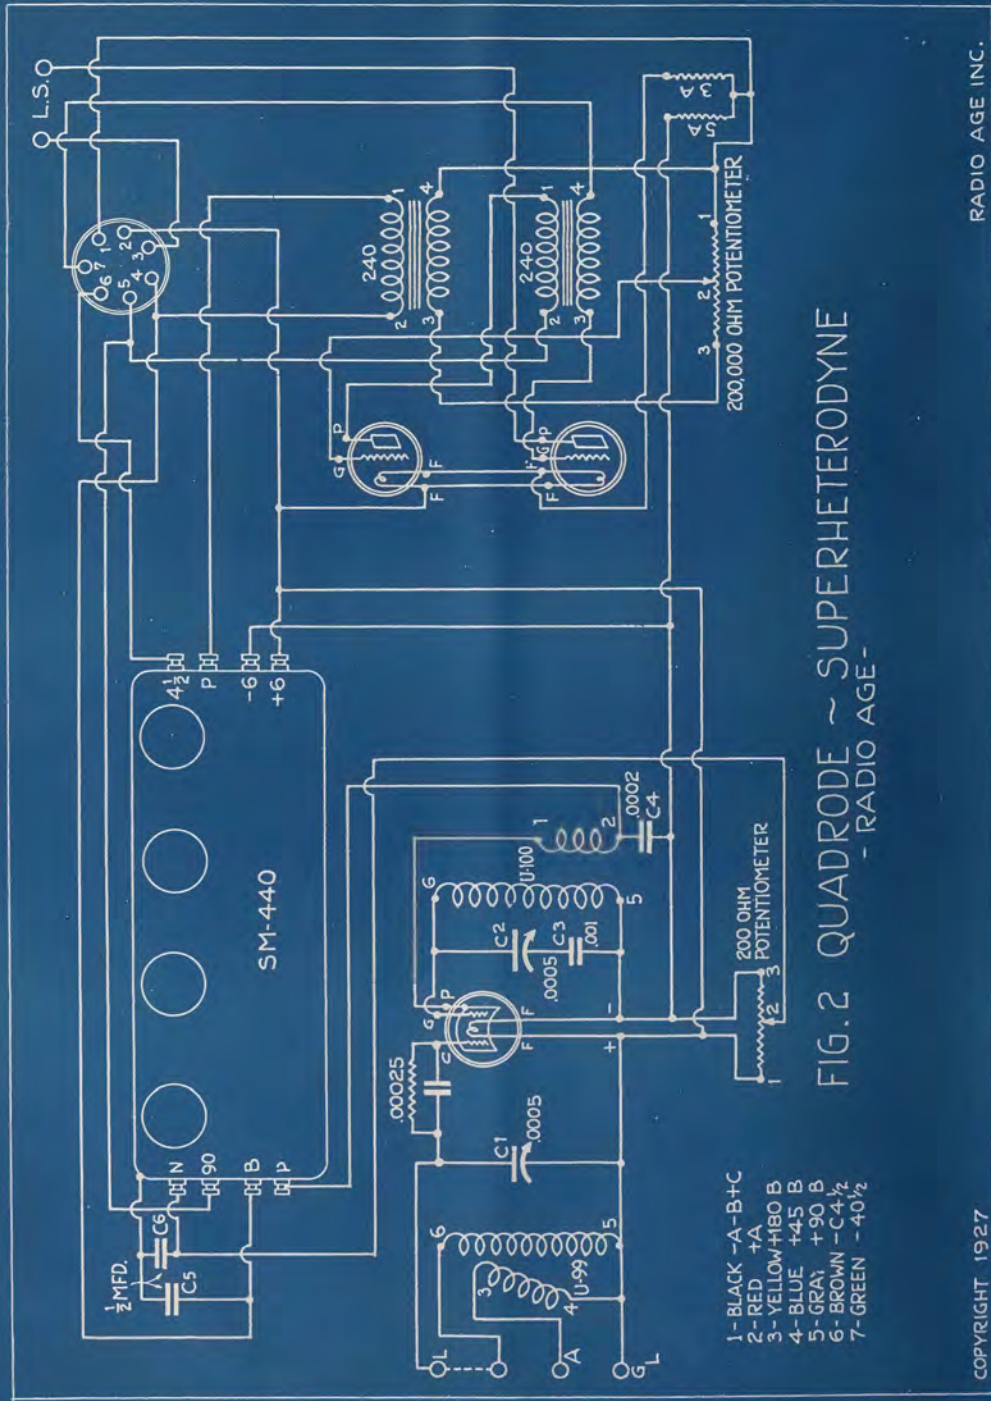 L.S.
1
2
3
4
5
6
7
4½
P
-6
+6
SM-440
N
90
B
P
½ MFD.
C6
C5
240
1
2
3
4
240
1
2
3
4
3A
5A
200,000 OHM POTENTIOMETER
1
2
3
G
P
F
F
G
P
F
F
.00025
G
G
P
F
F
+
-
C1
.0005
C2
.0005
C3
.001
U-100
6
5
1
2
.0002
C4
200 OHM
POTENTIOMETER
1
2
3
L
A
G
L
6
5
3
4
U-99
1- BLACK -A-B+C
2- RED +A
3- YELLOW+180 B
4- BLUE +45 B
5- GRAY +90 B
6- BROWN -C4½
7- GREEN -40½
FIG. 2 QUADRODE ~ SUPERHETERODYNE
- RADIO AGE -
COPYRIGHT 1927
RADIO AGE INC.